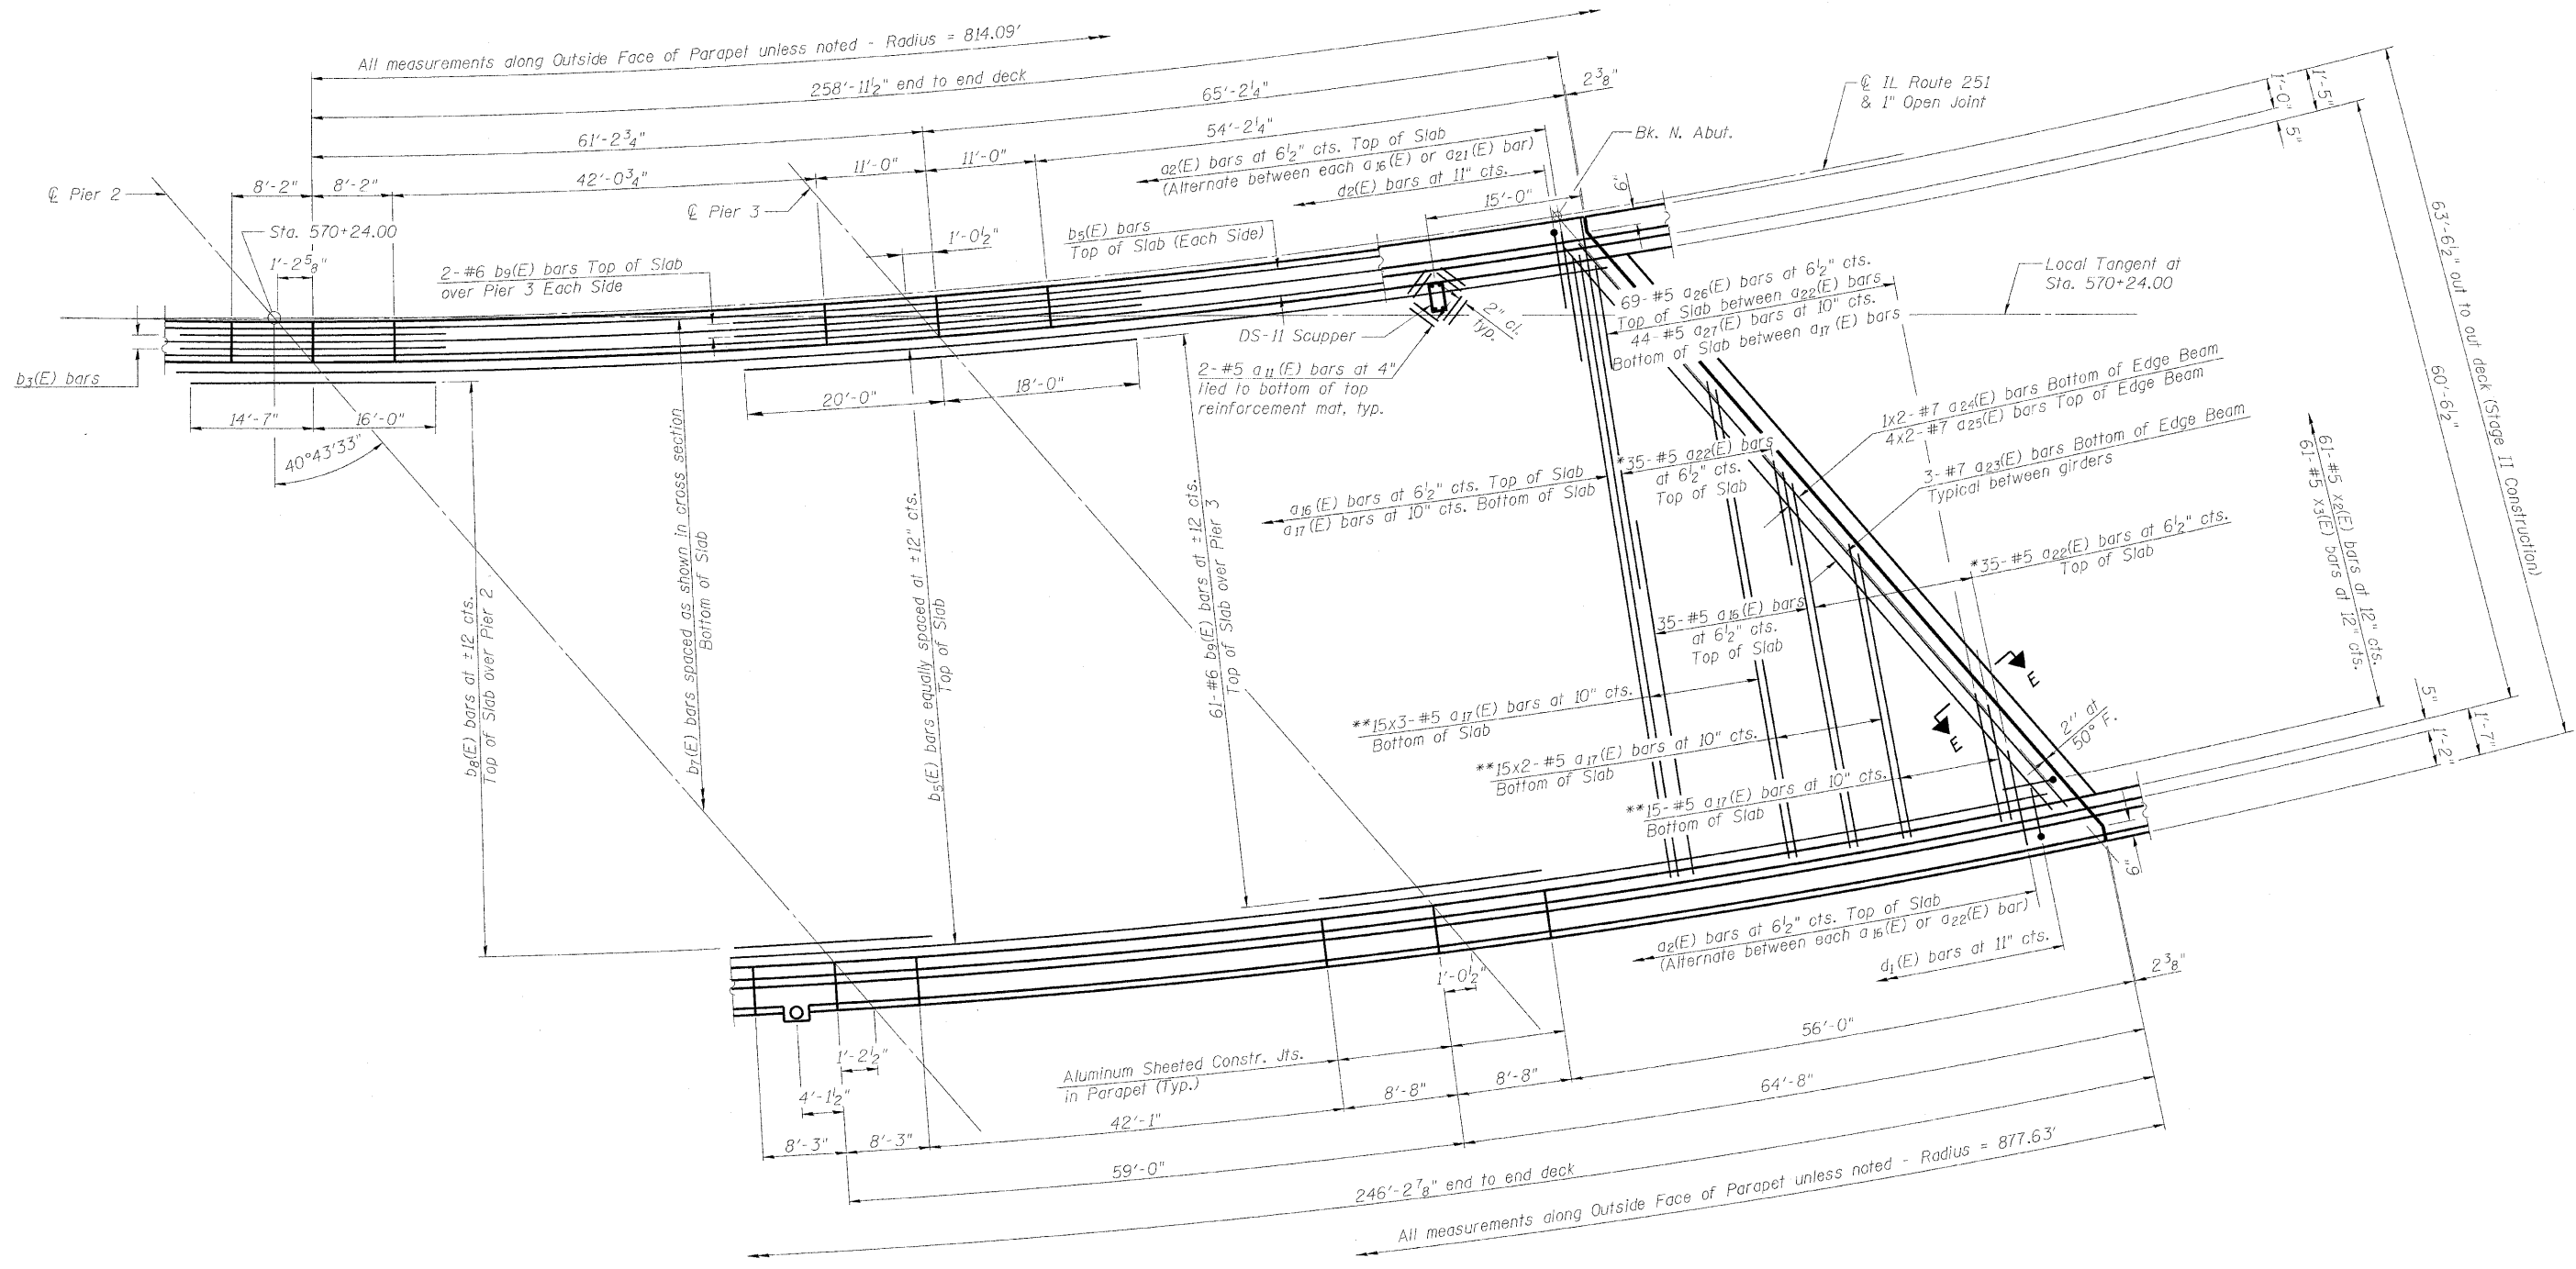 All measurements along Outside Face of Parapet unless noted - Radius = 814.09'
258'-11½" end to end deck
65'-2¼"
2⅜"
61'-2¾"
54'-2¼"
℄ IL Route 251
& 1" Open Joint
1'-0"
1'-5"
5"
Bk. N. Abut.
a2(E) bars at 6½" cts. Top of Slab
(Alternate between each a16(E) or a21(E) bar)
d2(E) bars at 11" cts.
11'-0"
11'-0"
42'-0¾"
8'-2"
8'-2"
℄ Pier 2
℄ Pier 3
15'-0"
6"
Sta. 570+24.00
1'-2⅝"
1'-0½"
b5(E) bars
Top of Slab (Each Side)
2-#6 b9(E) bars Top of Slab
over Pier 3 Each Side
Local Tangent at
Sta. 570+24.00
63'-6½" out to out deck (Stage II Construction)
60'-6½"
69-#5 a26(E) bars at 6½" cts.
Top of Slab between a22(E) bars
44-#5 a27(E) bars at 10" cts.
Bottom of Slab between a17(E) bars
2" cl.
typ.
DS-11 Scupper
2-#5 a11(E) bars at 4"
tied to bottom of top
reinforcement mat, typ.
b3(E) bars
14'-7"
16'-0"
20'-0"
18'-0"
40°43'33"
1x2-#7 a24(E) bars Bottom of Edge Beam
4x2-#7 a25(E) bars Top of Edge Beam
3-#7 a23(E) bars Bottom of Edge Beam
Typical between girders
61-#5 x2(E) bars at 12" cts.
61-#5 x3(E) bars at 12" cts.
*35-#5 a22(E) bars
at 6½" cts.
Top of Slab
a16(E) bars at 6½" cts. Top of Slab
a17(E) bars at 10" cts. Bottom of Slab
*35-#5 a22(E) bars at 6½" cts.
Top of Slab
35-#5 a16(E) bars
at 6½" cts.
Top of Slab
b8(E) bars at ±12 cts.
Top of Slab over Pier 2
b7(E) bars spaced as shown in cross section
Bottom of Slab
b5(E) bars equally spaced at ±12" cts.
Top of Slab
61-#6 b9(E) bars at ±12 cts.
Top of Slab over Pier 3
**15x3-#5 a17(E) bars at 10" cts.
Bottom of Slab
**15x2-#5 a17(E) bars at 10" cts.
Bottom of Slab
**15-#5 a17(E) bars at 10" cts.
Bottom of Slab
E
E
2" at
50° F.
5"
1'-7"
1'-2"
6"
a2(E) bars at 6½" cts. Top of Slab
(Alternate between each a16(E) or a22(E) bar)
d1(E) bars at 11" cts.
2⅜"
1'-0½"
56'-0"
Aluminum Sheeted Constr. Jts.
in Parapet (Typ.)
1'-2½"
4'-1½"
8'-8"
8'-8"
64'-8"
42'-1"
8'-3"
8'-3"
59'-0"
246'-2⅞" end to end deck
All measurements along Outside Face of Parapet unless noted - Radius = 877.63'